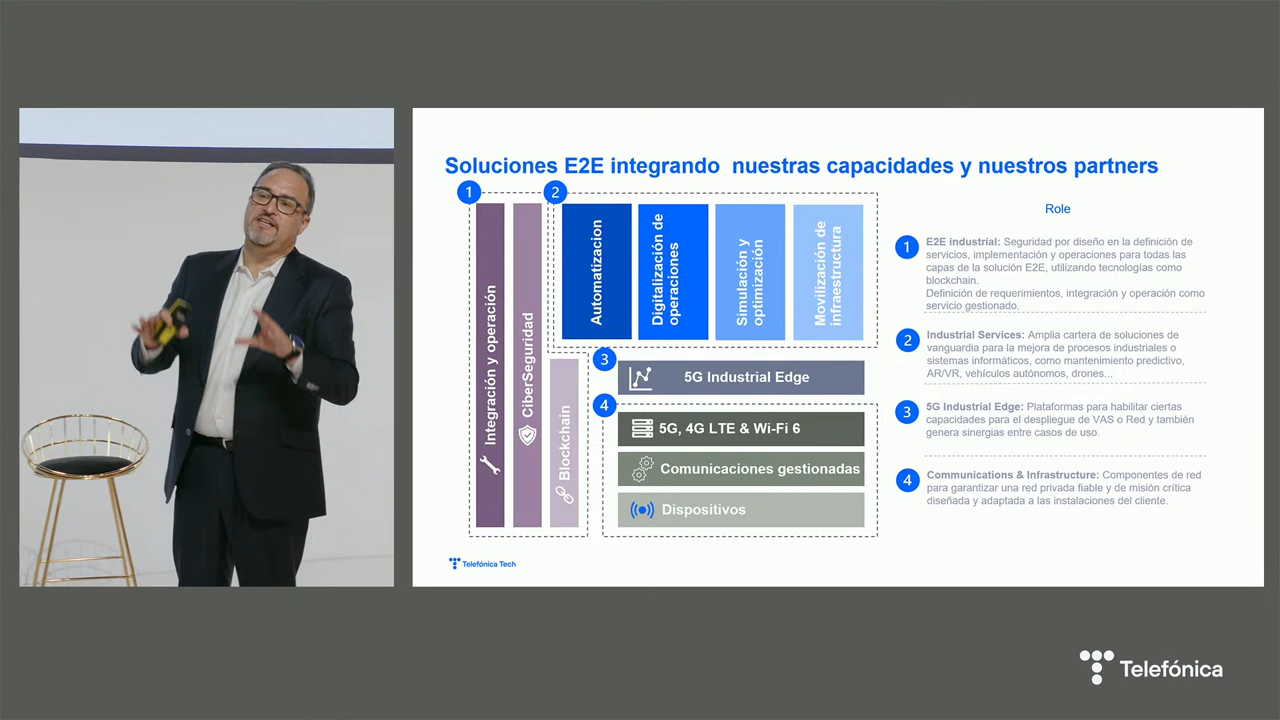 Soluciones E2E integrando nuestras capacidades y nuestros partners
1
2
Integración y operación
CiberSeguridad
Blockchain
Automatizacion
Digitalización de
operaciones
Simulación y
optimización
Movilización de
infraestructura
3
5G Industrial Edge
4
5G, 4G LTE & Wi-Fi 6
Comunicaciones gestionadas
Dispositivos
Role
1
E2E industrial: Seguridad por diseño en la definición de
servicios, implementación y operaciones para todas las
capas de la solución E2E, utilizando tecnologías como
blockchain.
Definición de requerimientos, integración y operación como
servicio gestionado.
2
Industrial Services: Amplia cartera de soluciones de
vanguardia para la mejora de procesos industriales o
sistemas informáticos, como mantenimiento predictivo,
AR/VR, vehículos autónomos, drones...
3
5G Industrial Edge: Plataformas para habilitar ciertas
capacidades para el despliegue de VAS o Red y también
genera sinergias entre casos de uso.
4
Communications & Infrastructure: Componentes de red
para garantizar una red privada fiable y de misión crítica
diseñada y adaptada a las instalaciones del cliente.
Telefónica Tech
Telefónica